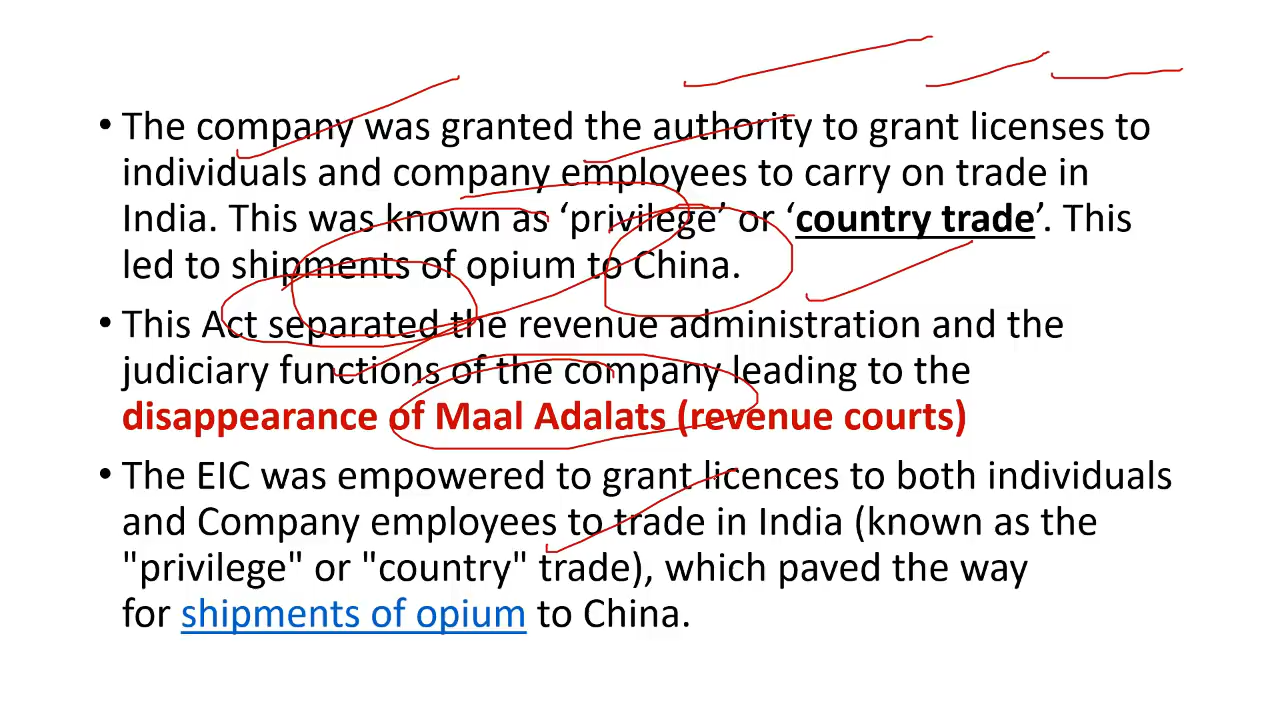 • The company was granted the authority to grant licenses to
individuals and company employees to carry on trade in
India. This was known as ‘privilege’ or ‘country trade’. This
led to shipments of opium to China.
• This Act separated the revenue administration and the
judiciary functions of the company leading to the
disappearance of Maal Adalats (revenue courts)
• The EIC was empowered to grant licences to both individuals
and Company employees to trade in India (known as the
"privilege" or "country" trade), which paved the way
for shipments of opium to China.